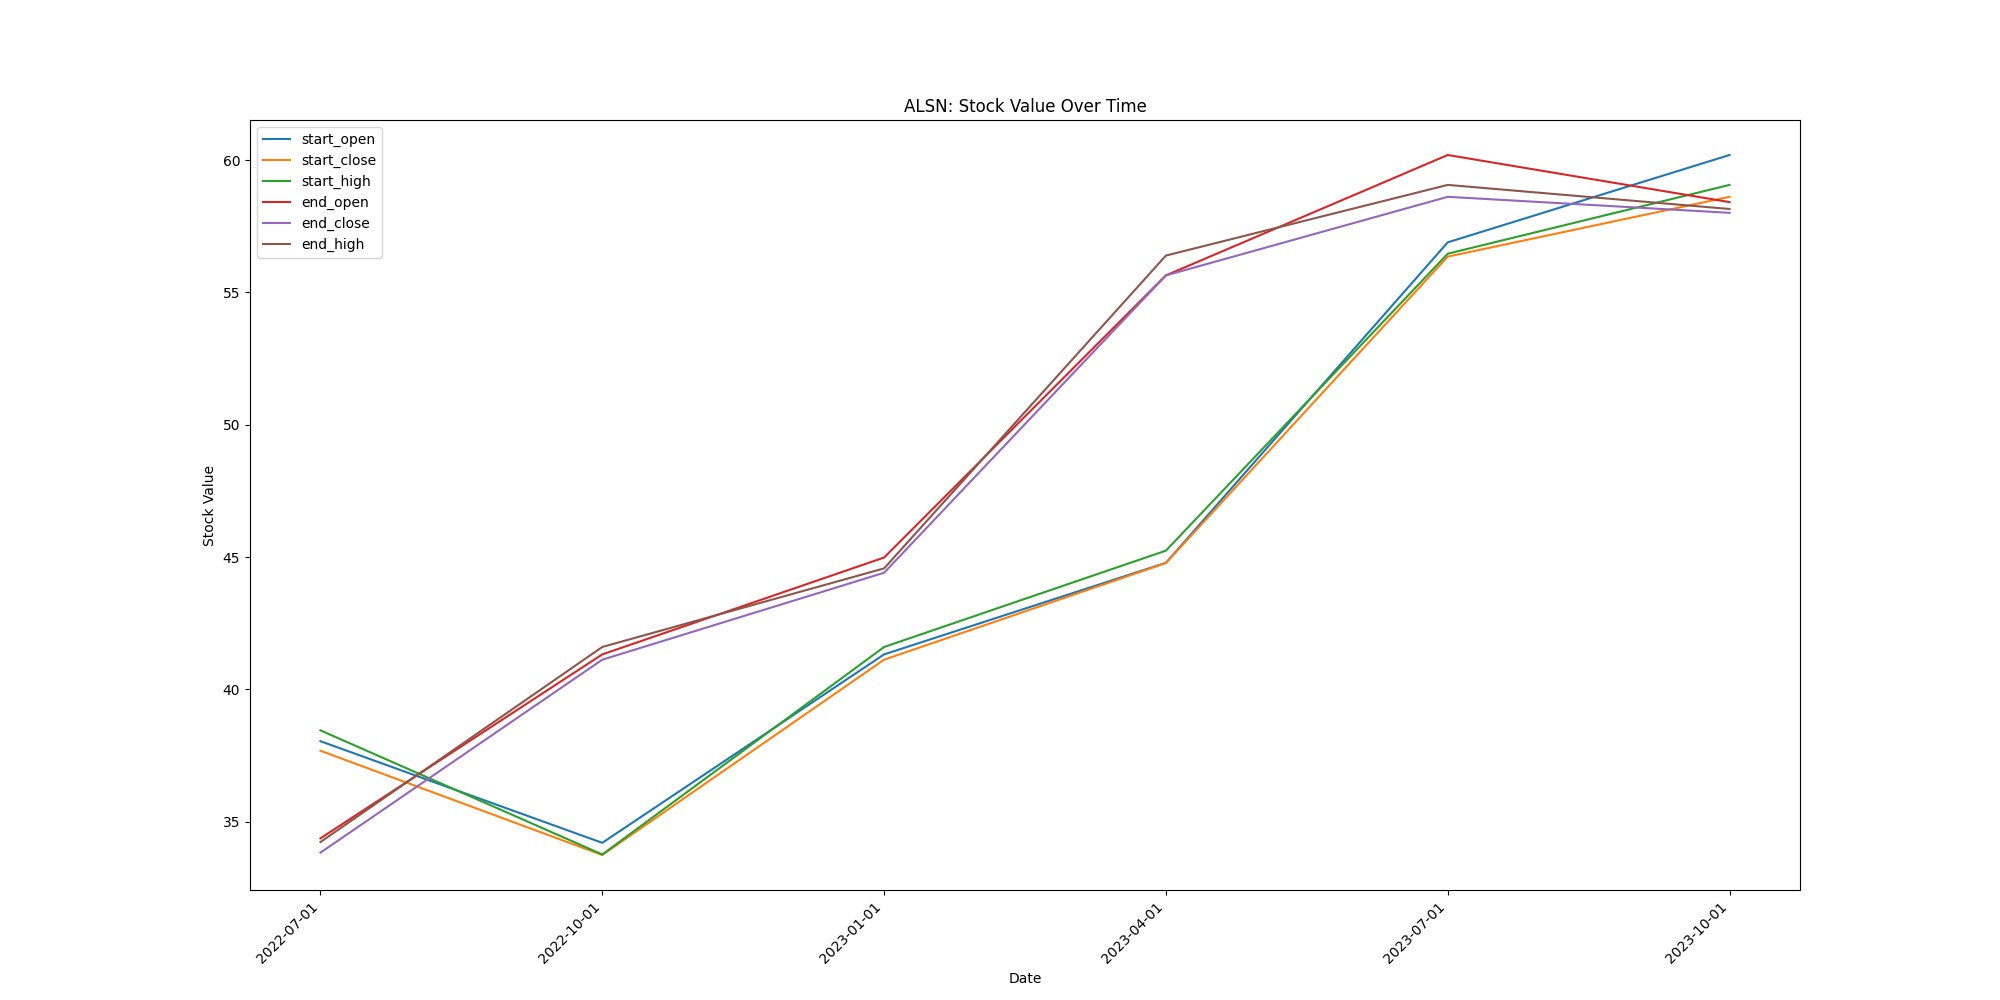 ALSN: Stock Value Over Time
start_open
start_close
start_high
end_open
end_close
end_high
60
55
50
45
40
35
Stock Value
2022-07-01
2022-10-01
2023-01-01
2023-04-01
2023-07-01
2023-10-01
Date